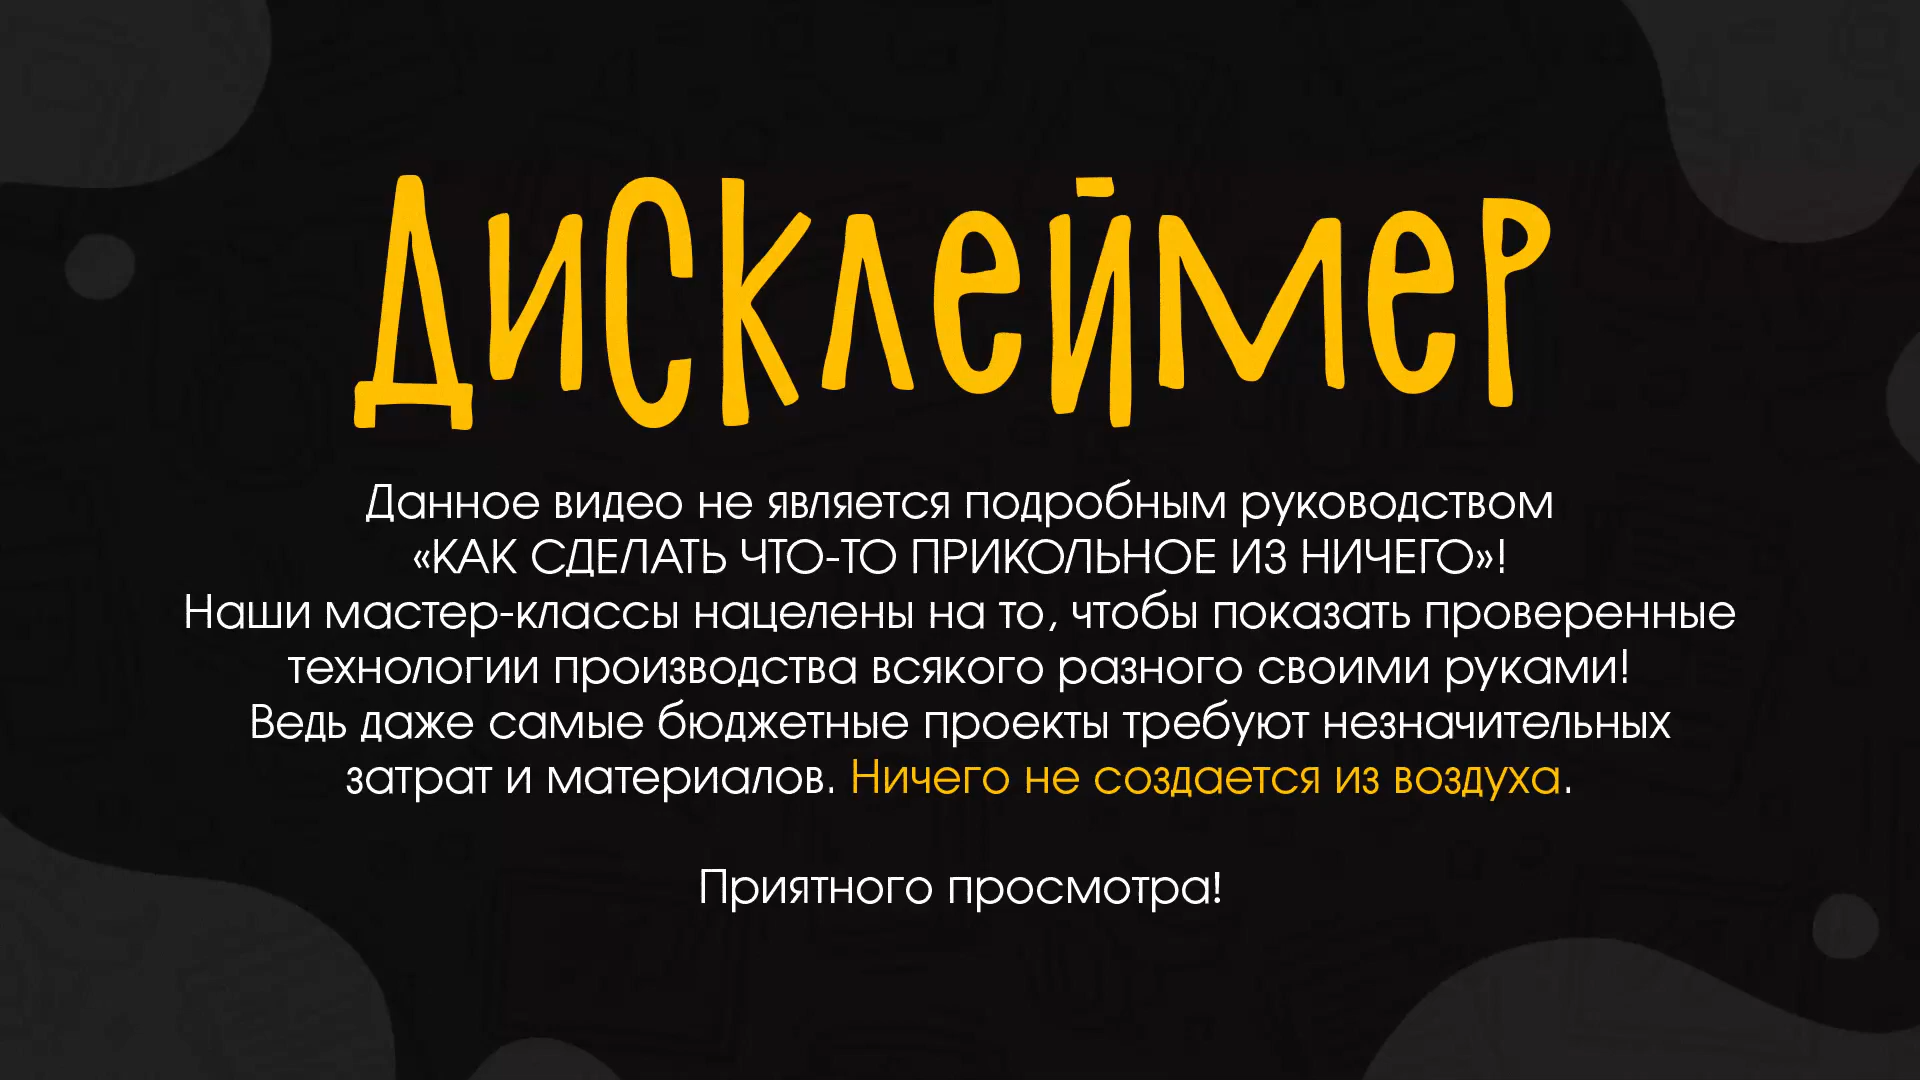 Дисклеймер
Данное видео не является подробным руководством
«КАК СДЕЛАТЬ ЧТО-ТО ПРИКОЛЬНОЕ ИЗ НИЧЕГО»!
Наши мастер-классы нацелены на то, чтобы показать проверенные
технологии производства всякого разного своими руками!
Ведь даже самые бюджетные проекты требуют незначительных
затрат и материалов. Ничего не создается из воздуха.
Приятного просмотра!